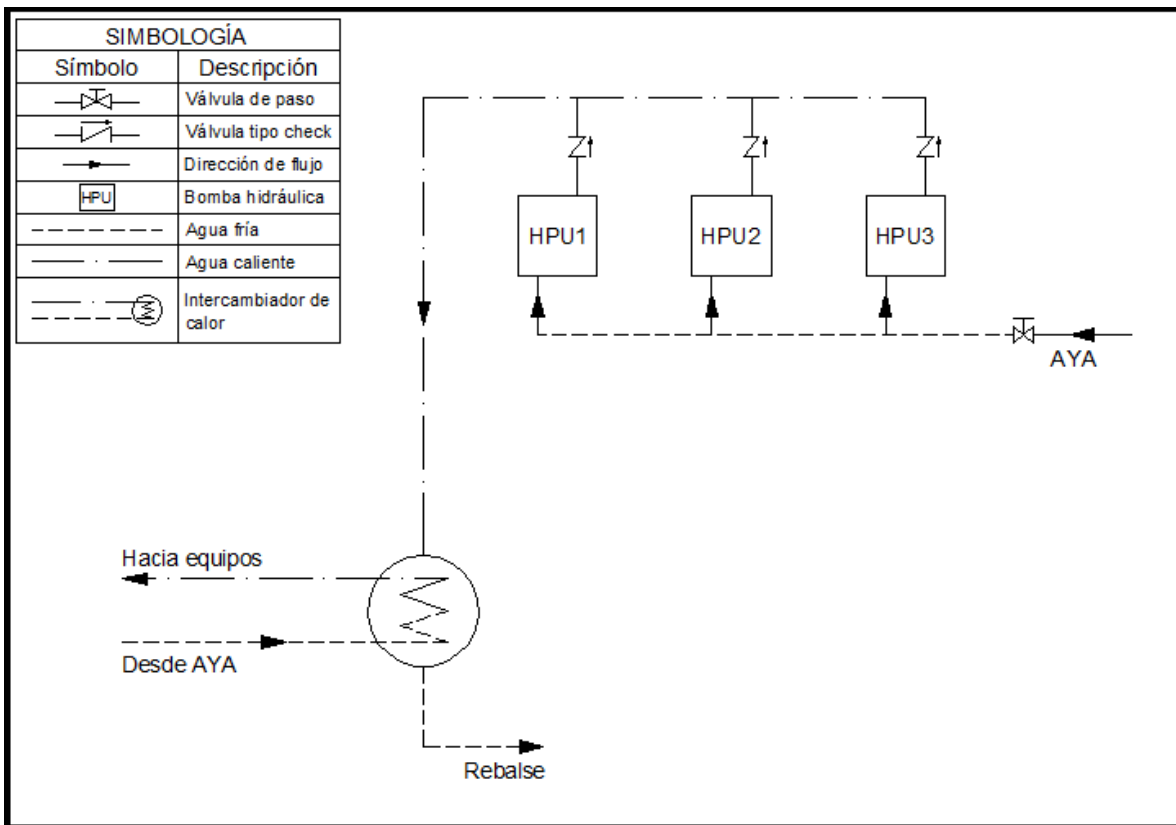 SIMBOLOGÍA
Símbolo Descripción
Válvula de paso
Válvula tipo check
Dirección de flujo
HPU Bomba hidráulica
Agua fría
Agua caliente
Intercambiador de
calor
HPU1 HPU2 HPU3
AYA
Hacia equipos
Desde AYA
Rebalse